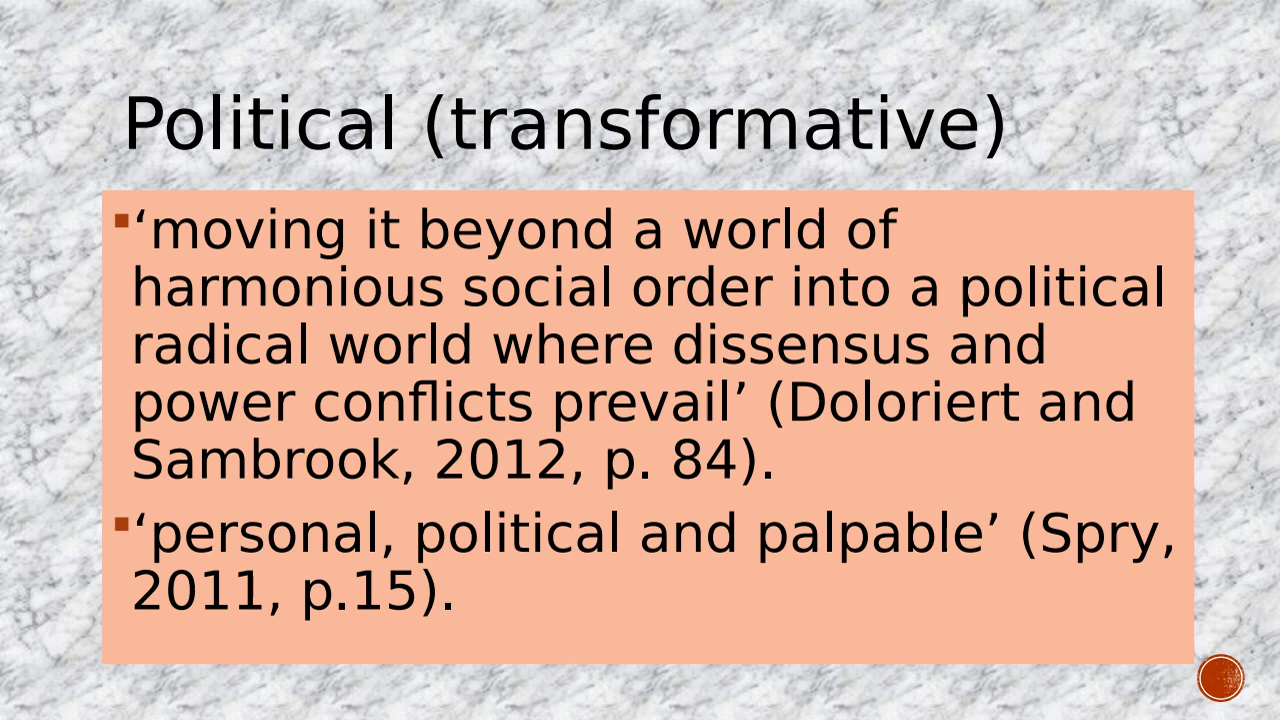 Political (transformative)
▪‘moving it beyond a world of
harmonious social order into a political
radical world where dissensus and
power conflicts prevail’ (Doloriert and
Sambrook, 2012, p. 84).
▪‘personal, political and palpable’ (Spry,
2011, p.15).